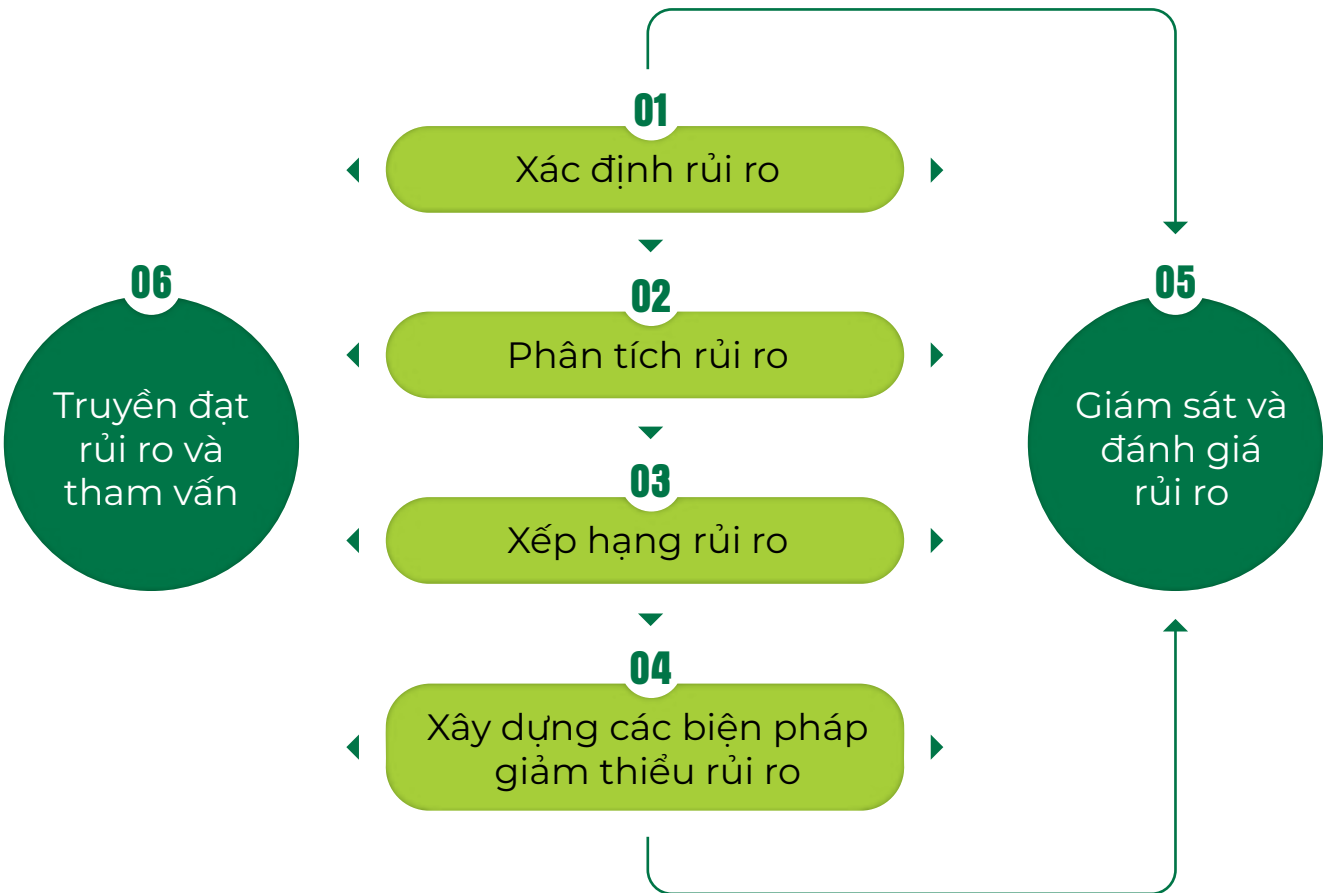 01
Xác định rủi ro
02
Phân tích rủi ro
03
Xếp hạng rủi ro
04
Xây dựng các biện pháp
giảm thiểu rủi ro
05
Giám sát và
đánh giá
rủi ro
06
Truyền đạt
rủi ro và
tham vấn